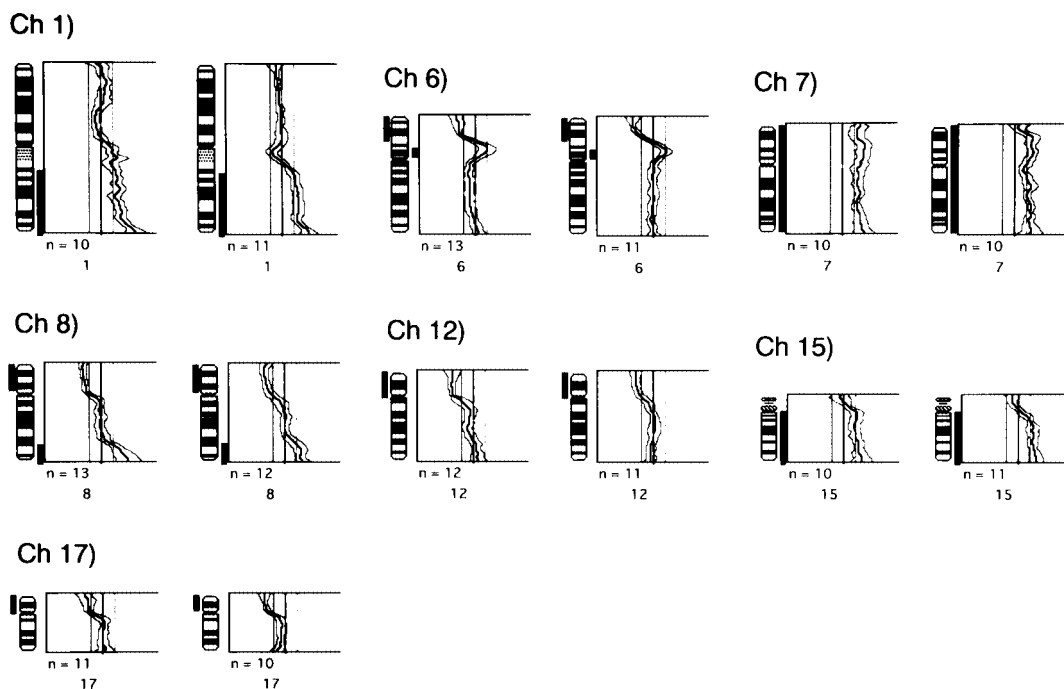 Ch 1)
n = 10
1
n = 11
1
Ch 6)
n = 13
6
n = 11
6
Ch 7)
n = 10
7
n = 10
7
Ch 8)
n = 13
8
n = 12
8
Ch 12)
n = 12
12
n = 11
12
Ch 15)
n = 10
15
n = 11
15
Ch 17)
n = 11
17
n = 10
17